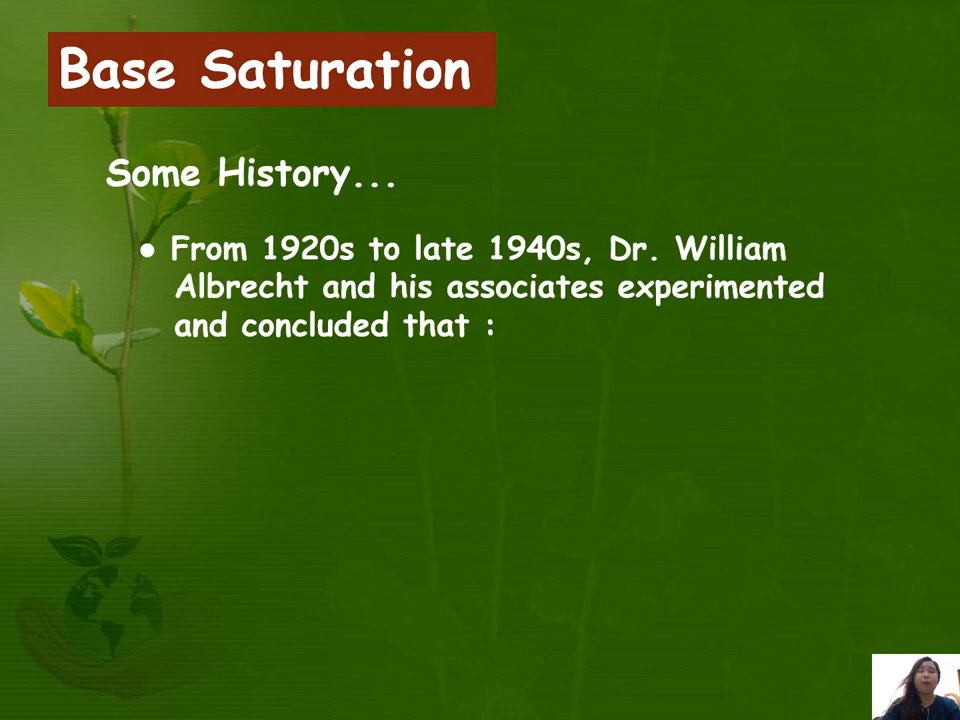 Base Saturation
Some History...
● From 1920s to late 1940s, Dr. William
Albrecht and his associates experimented
and concluded that :